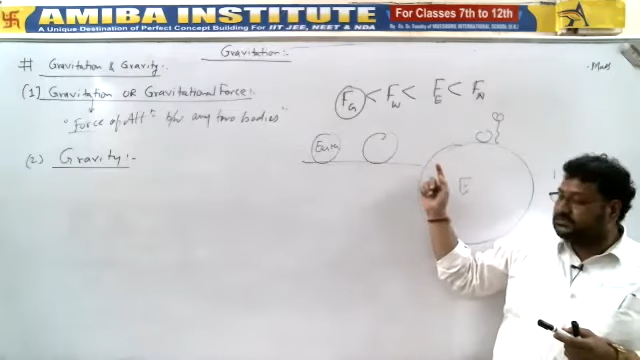 AMIBA INSTITUTE
For Classes 7th to 12th
A Unique Destination of Perfect Concept Building For IIT JEE, NEET & NDA
Gravitation:-
# Gravitation & Gravity:-
. Mass
(1) Gravitation OR Gravitational Force:-
F_G < F_W < F_E < F_N
"Force of Attⁿ b/w any two bodies"
(2) Gravity:-
Earth
E